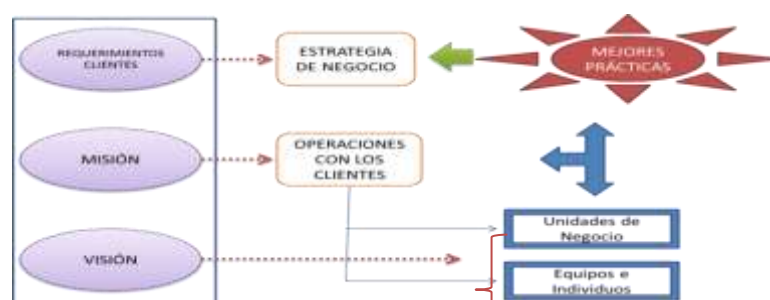 REQUERIMIENTOS
CLIENTES
ESTRATEGIA
DE NEGOCIO
MEJORES
PRÁCTICAS
MISIÓN
OPERACIONES
CON LOS
CLIENTES
VISIÓN
Unidades de
Negocio
Equipos e
Individuos